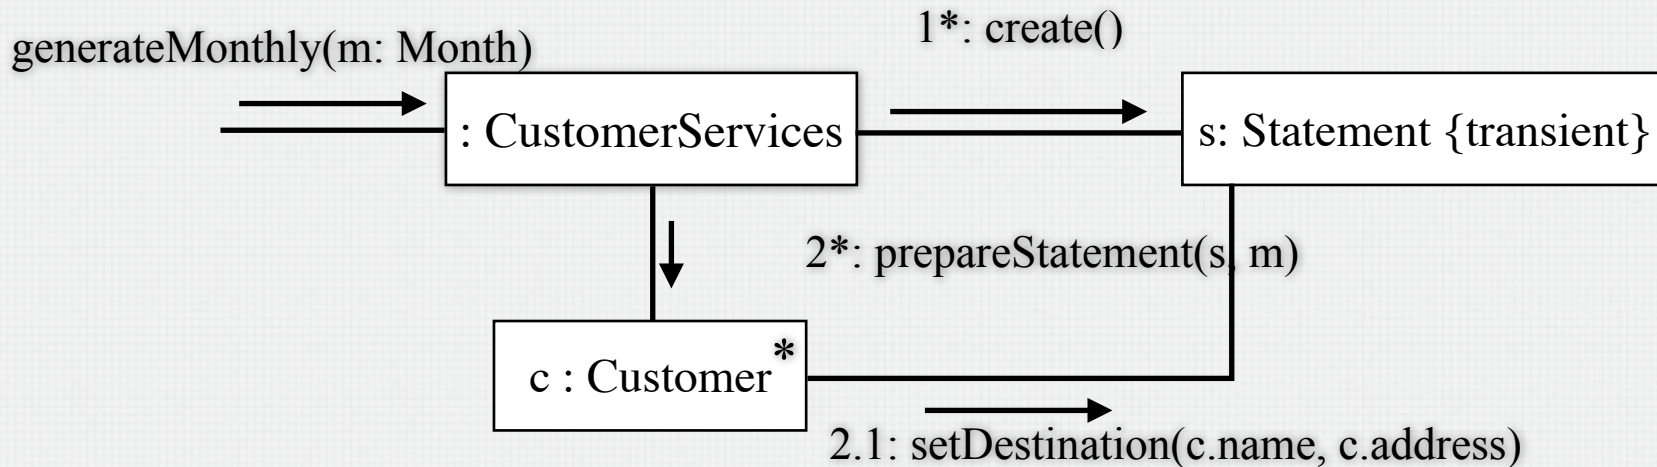 1*: create()
generateMonthly(m: Month)
: CustomerServices
s: Statement {transient}
2*: prepareStatement(s, m)
c : Customer *
2.1: setDestination(c.name, c.address)